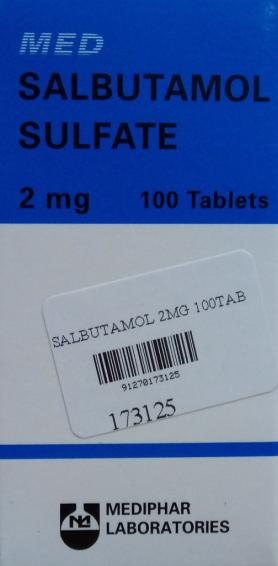 MED
SALBUTAMOL
SULFATE
2 mg 100 Tablets
SALBUTAMOL 2MG 100TAB
91270173125
173125
MEDIPHAR
LABORATORIES